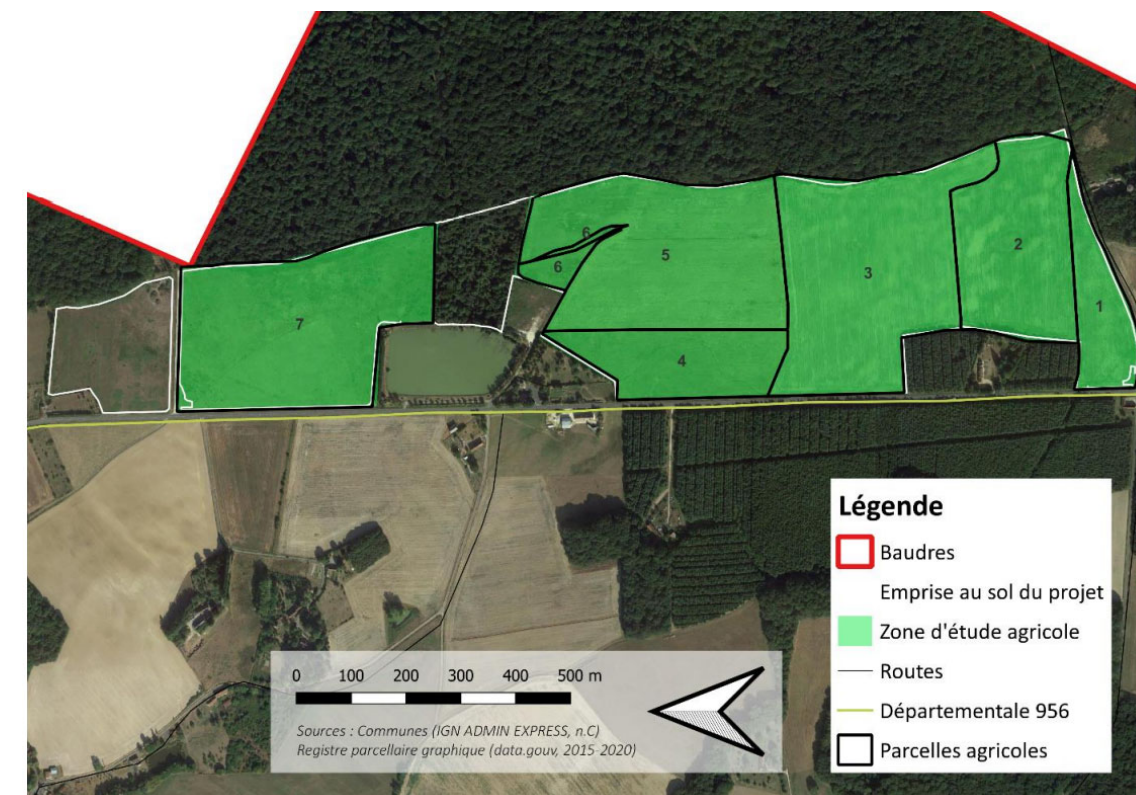 6
6
5
2
3
1
7
4
Légende
Baudres
Emprise au sol du projet
Zone d'étude agricole
Routes
Départementale 956
Parcelles agricoles
0 100 200 300 400 500 m
Sources : Communes (IGN ADMIN EXPRESS, n.C)
Registre parcellaire graphique (data.gouv, 2015-2020)